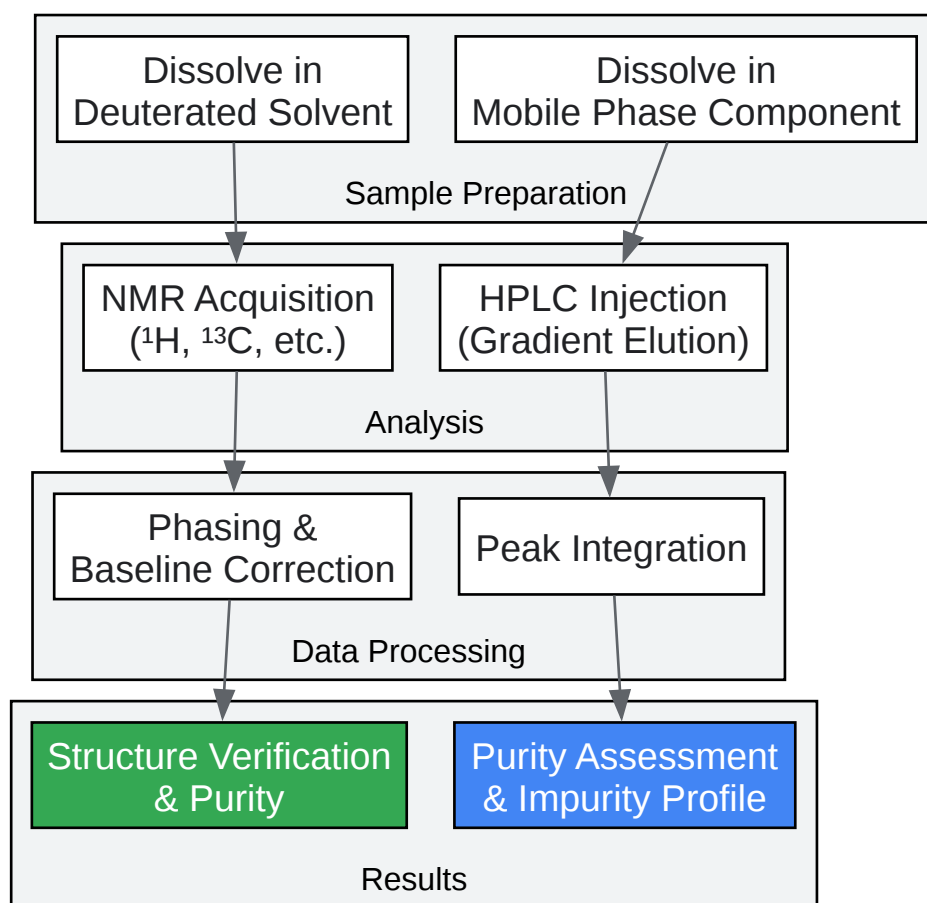 Dissolve in
Deuterated Solvent
Dissolve in
Mobile Phase Component
Sample Preparation
NMR Acquisition
(¹H, ¹³C, etc.)
HPLC Injection
(Gradient Elution)
Analysis
Phasing &
Baseline Correction
Peak Integration
Data Processing
Structure Verification
& Purity
Purity Assessment
& Impurity Profile
Results